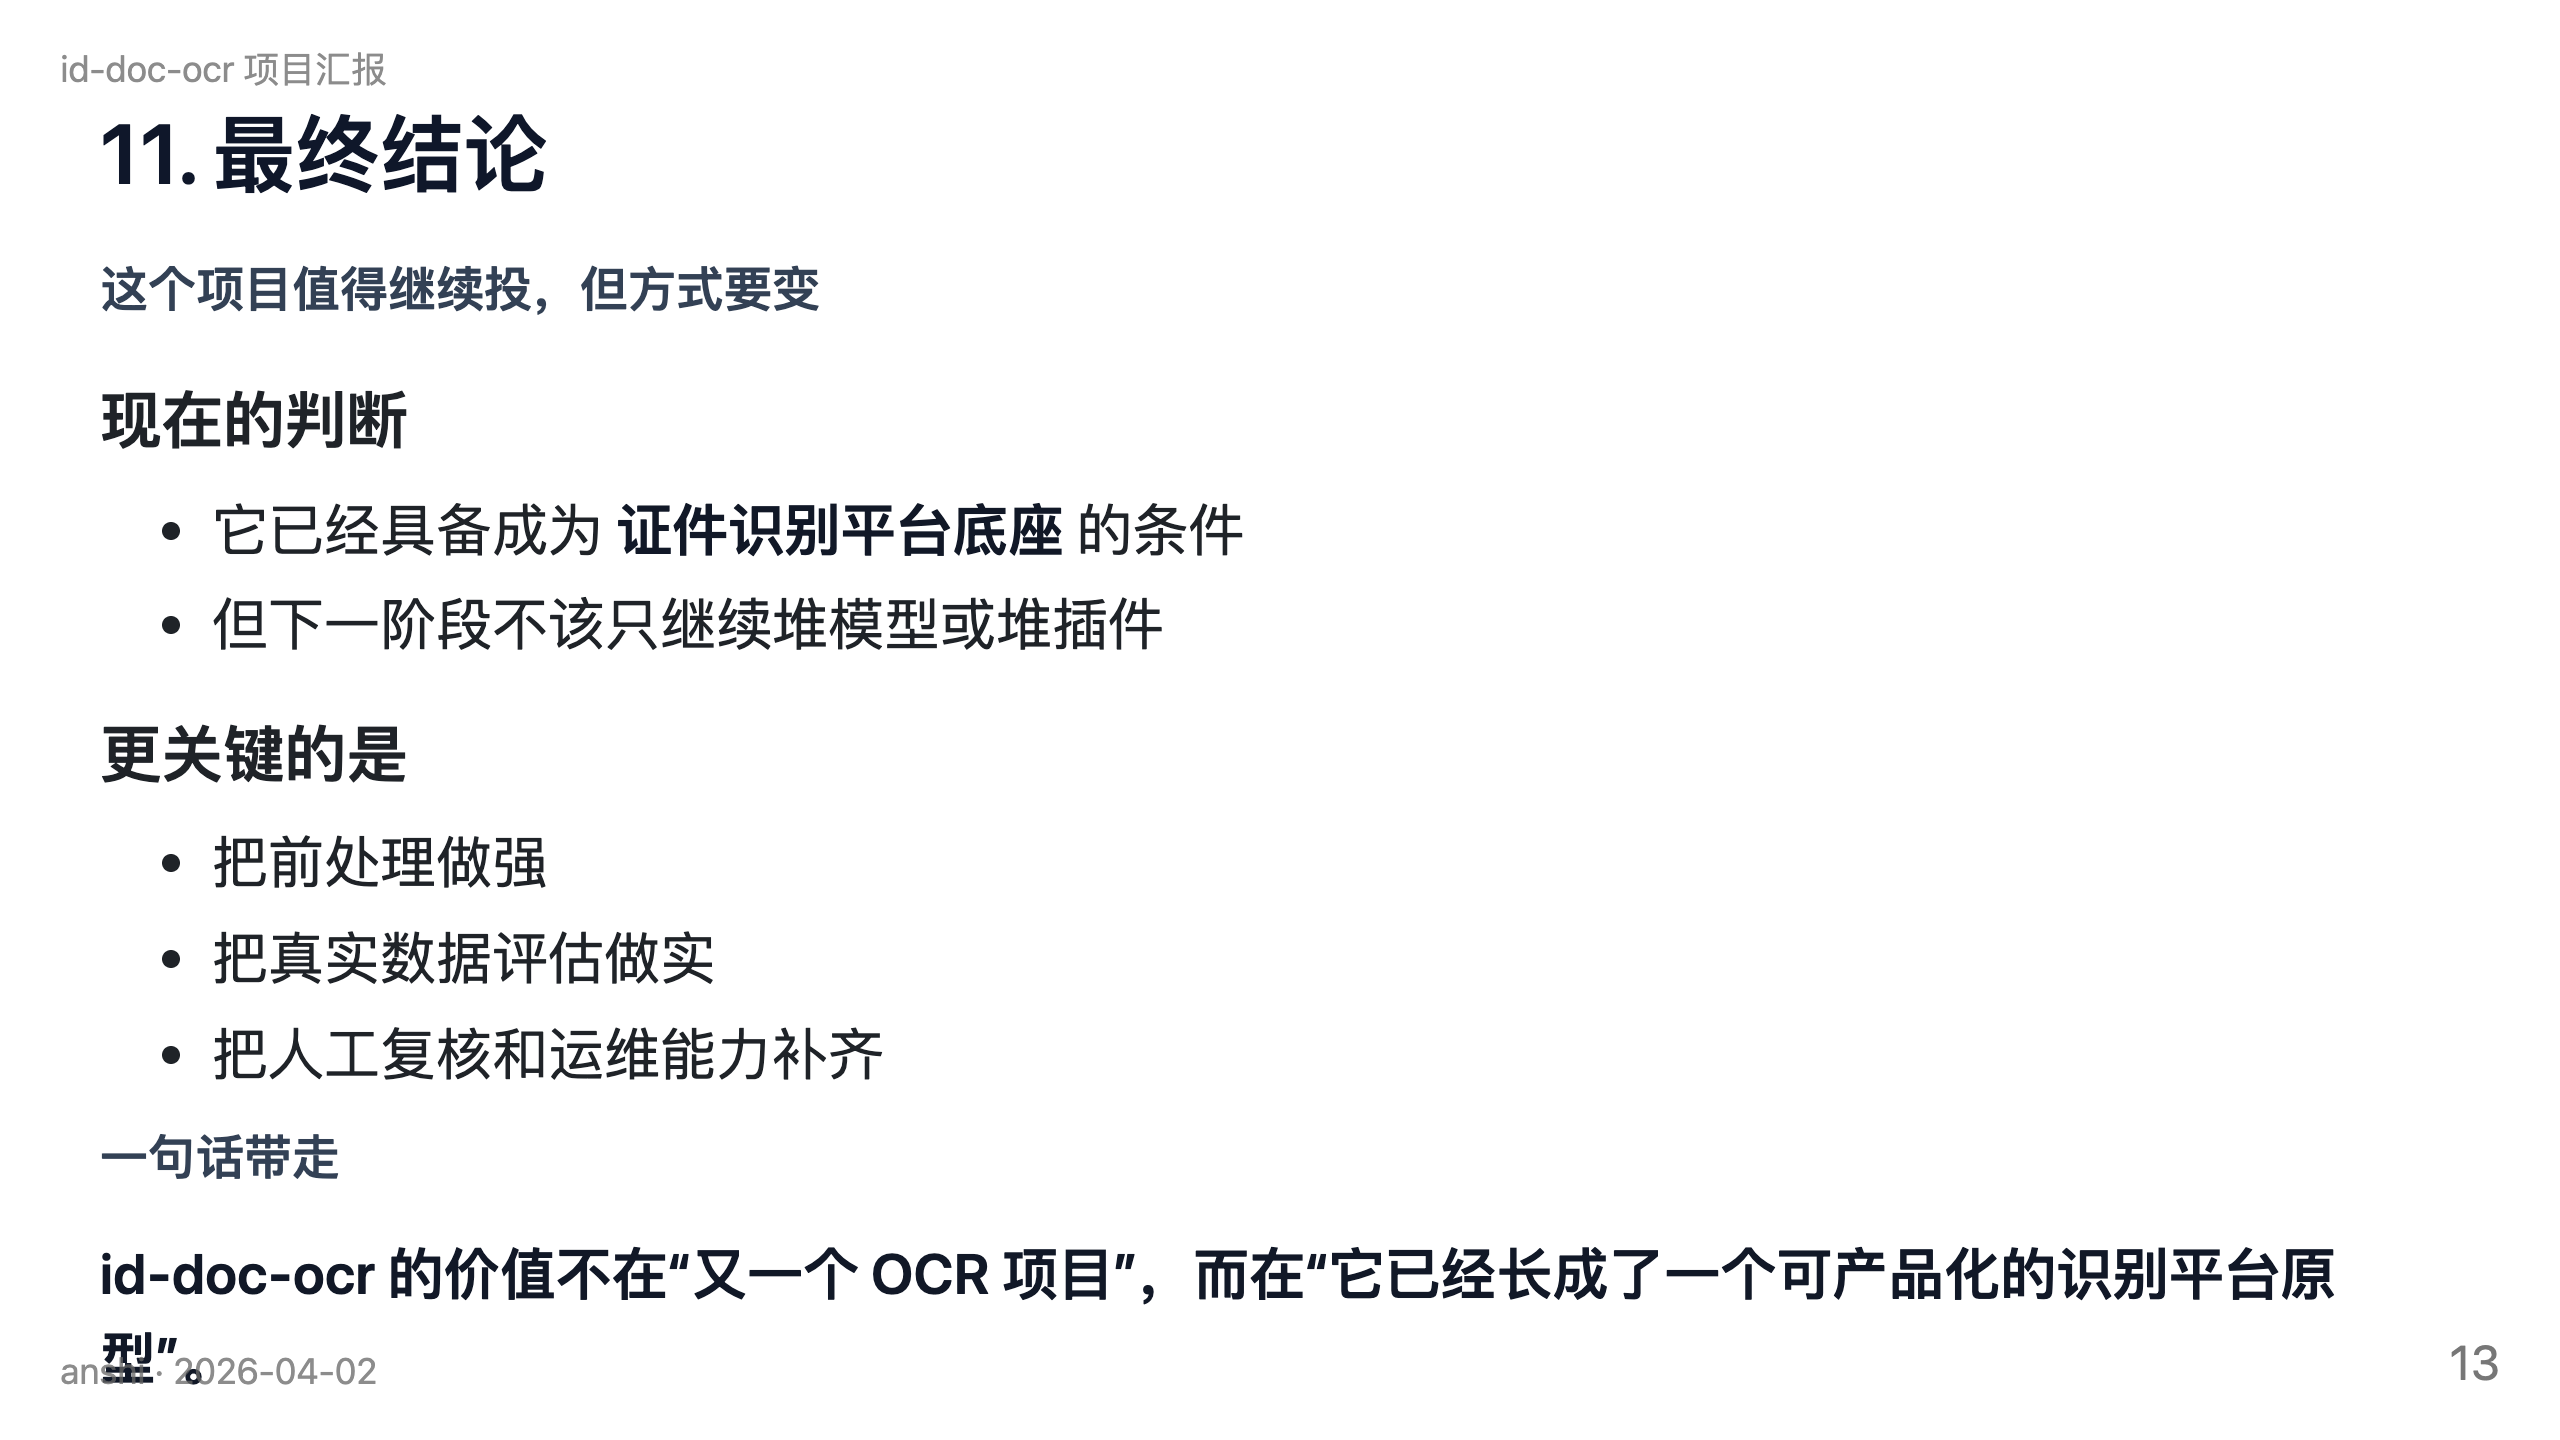 id-doc-ocr 项目汇报
11. 最终结论
这个项目值得继续投，但方式要变
现在的判断
• 它已经具备成为 证件识别平台底座 的条件
• 但下一阶段不该只继续堆模型或堆插件
更关键的是
• 把前处理做强
• 把真实数据评估做实
• 把人工复核和运维能力补齐
一句话带走
id-doc-ocr 的价值不在“又一个 OCR 项目”，而在“它已经长成了一个可产品化的识别平台原
型”。
anshi · 2026-04-02
13